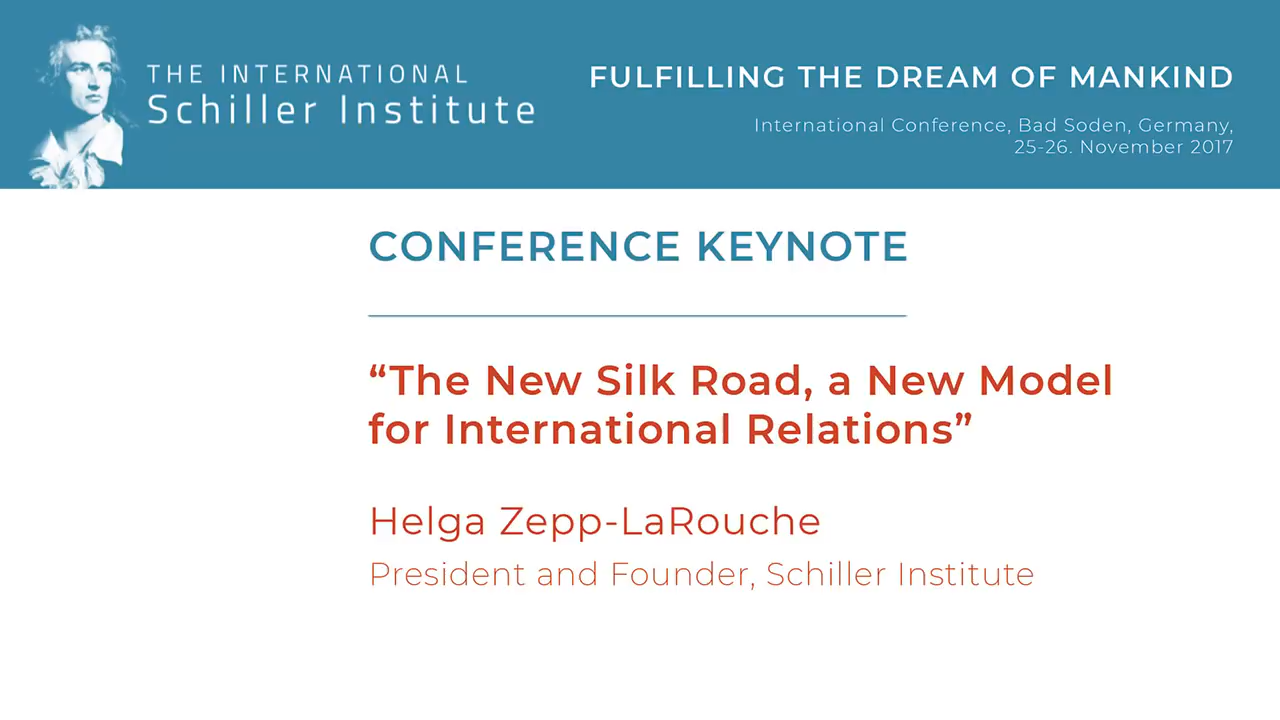 THE INTERNATIONAL
Schiller Institute
FULFILLING THE DREAM OF MANKIND
International Conference, Bad Soden, Germany,
25-26. November 2017
CONFERENCE KEYNOTE
“The New Silk Road, a New Model
for International Relations”
Helga Zepp-LaRouche
President and Founder, Schiller Institute